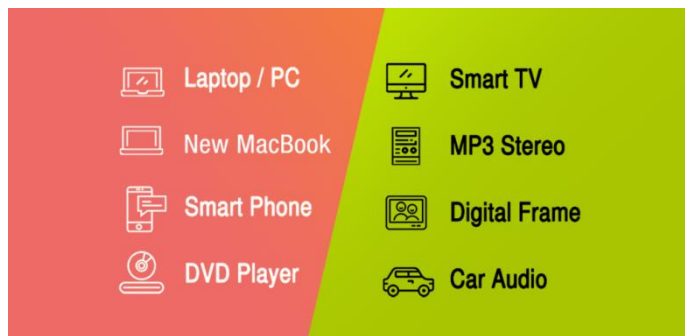 Laptop / PC
New MacBook
Smart Phone
DVD Player
Smart TV
MP3 Stereo
Digital Frame
Car Audio